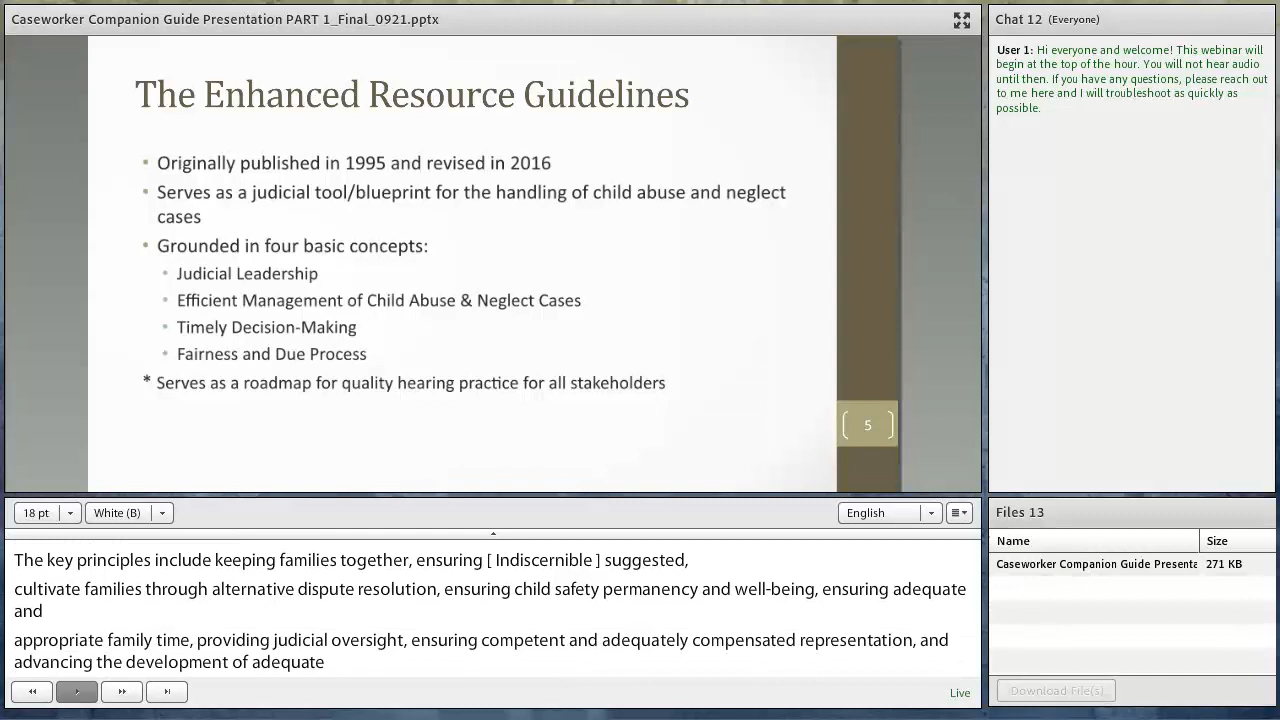 Caseworker Companion Guide Presentation PART 1_Final_0921.pptx
The Enhanced Resource Guidelines
• Originally published in 1995 and revised in 2016
• Serves as a judicial tool/blueprint for the handling of child abuse and neglect
cases
• Grounded in four basic concepts:
• Judicial Leadership
• Efficient Management of Child Abuse & Neglect Cases
• Timely Decision-Making
• Fairness and Due Process
* Serves as a roadmap for quality hearing practice for all stakeholders
5
Chat 12 (Everyone)
User 1: Hi everyone and welcome! This webinar will
begin at the top of the hour. You will not hear audio
until then. If you have any questions, please reach out
to me here and I will troubleshoot as quickly as
possible.
18 pt White (B) English
The key principles include keeping families together, ensuring [ Indiscernible ] suggested,
cultivate families through alternative dispute resolution, ensuring child safety permanency and well-being, ensuring adequate
and
appropriate family time, providing judicial oversight, ensuring competent and adequately compensated representation, and
advancing the development of adequate
Live
Files 13
Name Size
Caseworker Companion Guide Presenta 271 KB
Download File(s)